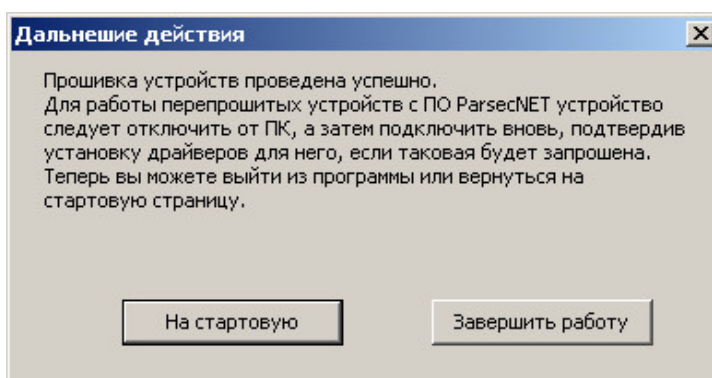 Дальнешие действия
Прошивка устройств проведена успешно.
Для работы перепрошитых устройств с ПО ParsecNET устройство
следует отключить от ПК, а затем подключить вновь, подтвердив
установку драйверов для него, если таковая будет запрошена.
Теперь вы можете выйти из программы или вернуться на
стартовую страницу.
На стартовую
Завершить работу